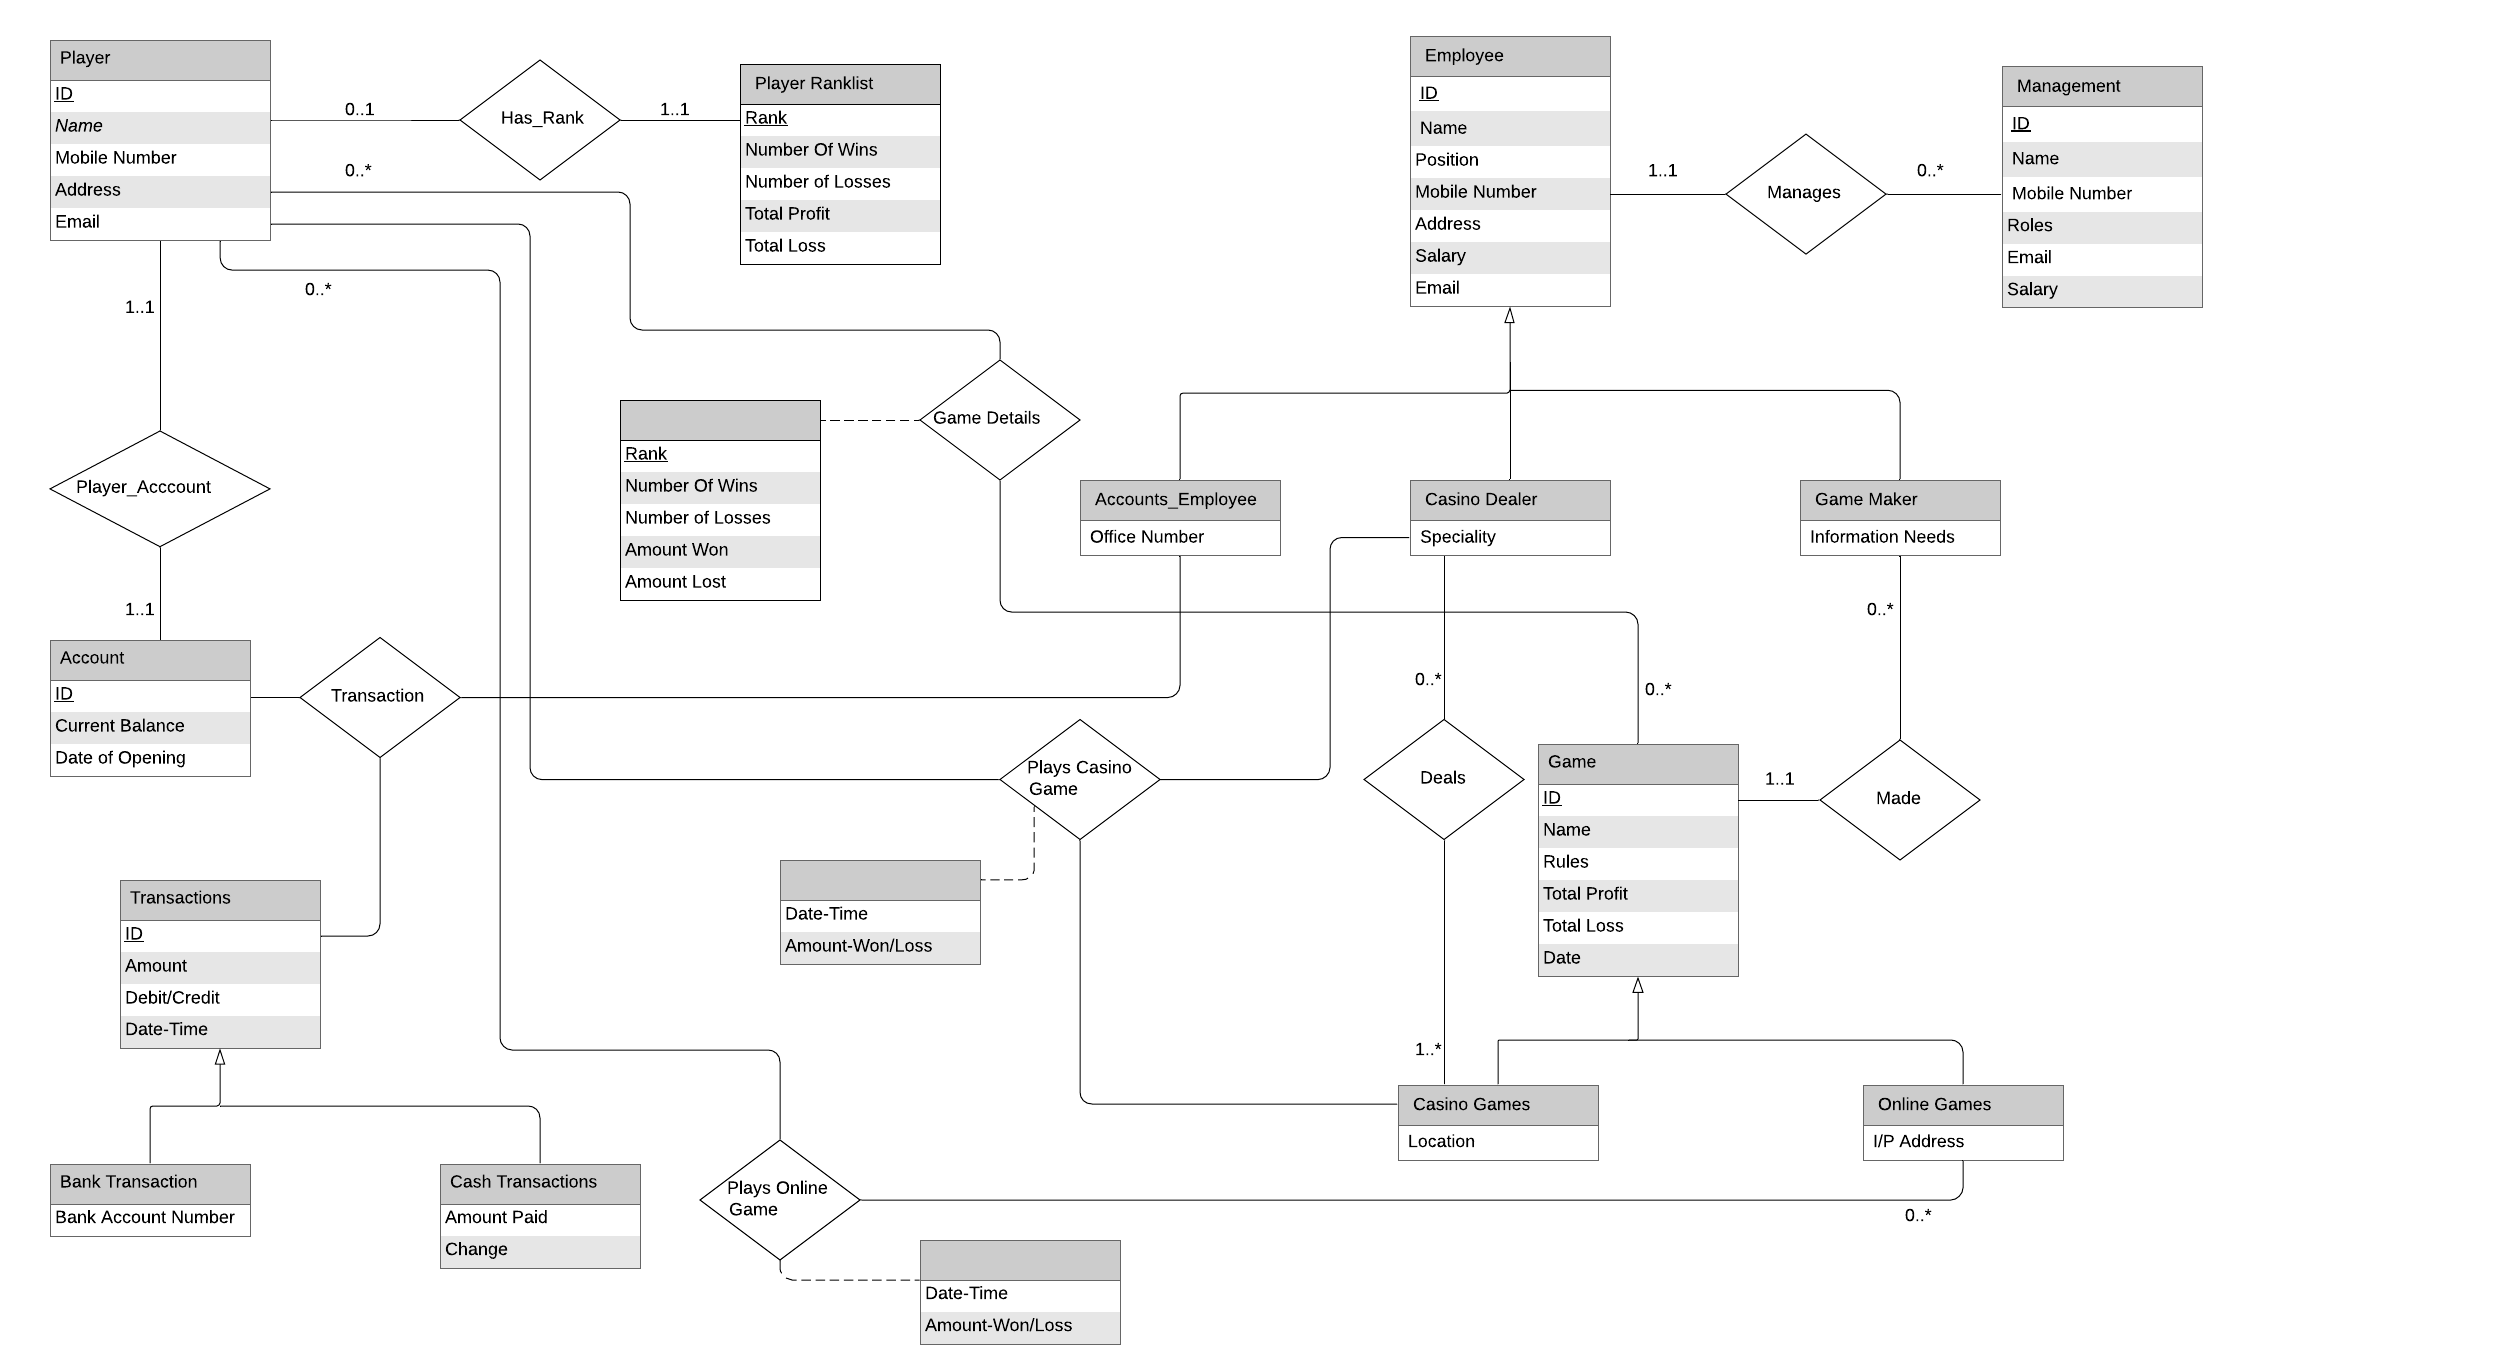 Player
ID
Name
Mobile Number
Address
Email
0..1
Has_Rank
1..1
Player Ranklist
Rank
Number Of Wins
Number of Losses
Total Profit
Total Loss
0..*
0..*
1..1
Employee
ID
Name
Position
Mobile Number
Address
Salary
Email
1..1
Manages
0..*
Management
ID
Name
Mobile Number
Roles
Email
Salary
Game Details
Rank
Number Of Wins
Number of Losses
Amount Won
Amount Lost
Player_Acccount
1..1
Accounts_Employee
Office Number
Casino Dealer
Speciality
Game Maker
Information Needs
0..*
Account
ID
Current Balance
Date of Opening
Transaction
0..*
0..*
Plays Casino
Game
Deals
Game
ID
Name
Rules
Total Profit
Total Loss
Date
1..1
Made
Date-Time
Amount-Won/Loss
Transactions
ID
Amount
Debit/Credit
Date-Time
1..*
Casino Games
Location
Online Games
I/P Address
Bank Transaction
Bank Account Number
Cash Transactions
Amount Paid
Change
Plays Online
Game
0..*
Date-Time
Amount-Won/Loss